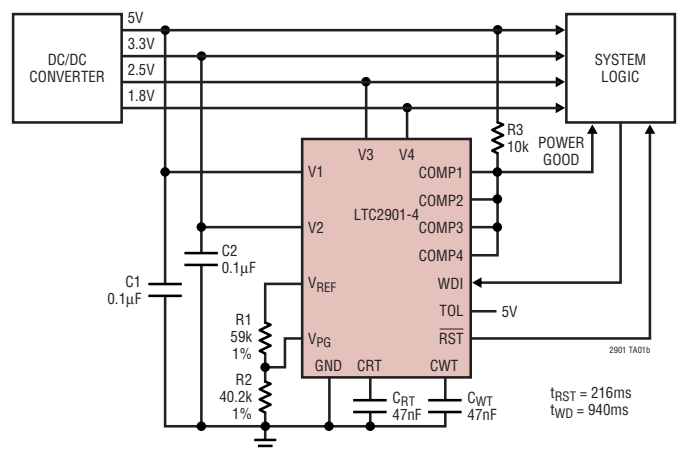 5V
3.3V
2.5V
1.8V
DC/DC
CONVERTER
SYSTEM
LOGIC
R3
10k
POWER
GOOD
V3
V4
V1
COMP1
COMP2
LTC2901-4
V2
COMP3
COMP4
C2
0.1µF
C1
0.1µF
VREF
WDI
R1
59k
1%
TOL
5V
VPG
RST
2901 TA01b
R2
40.2k
1%
GND
CRT
CWT
CRT
47nF
CWT
47nF
tRST = 216ms
tWD = 940ms